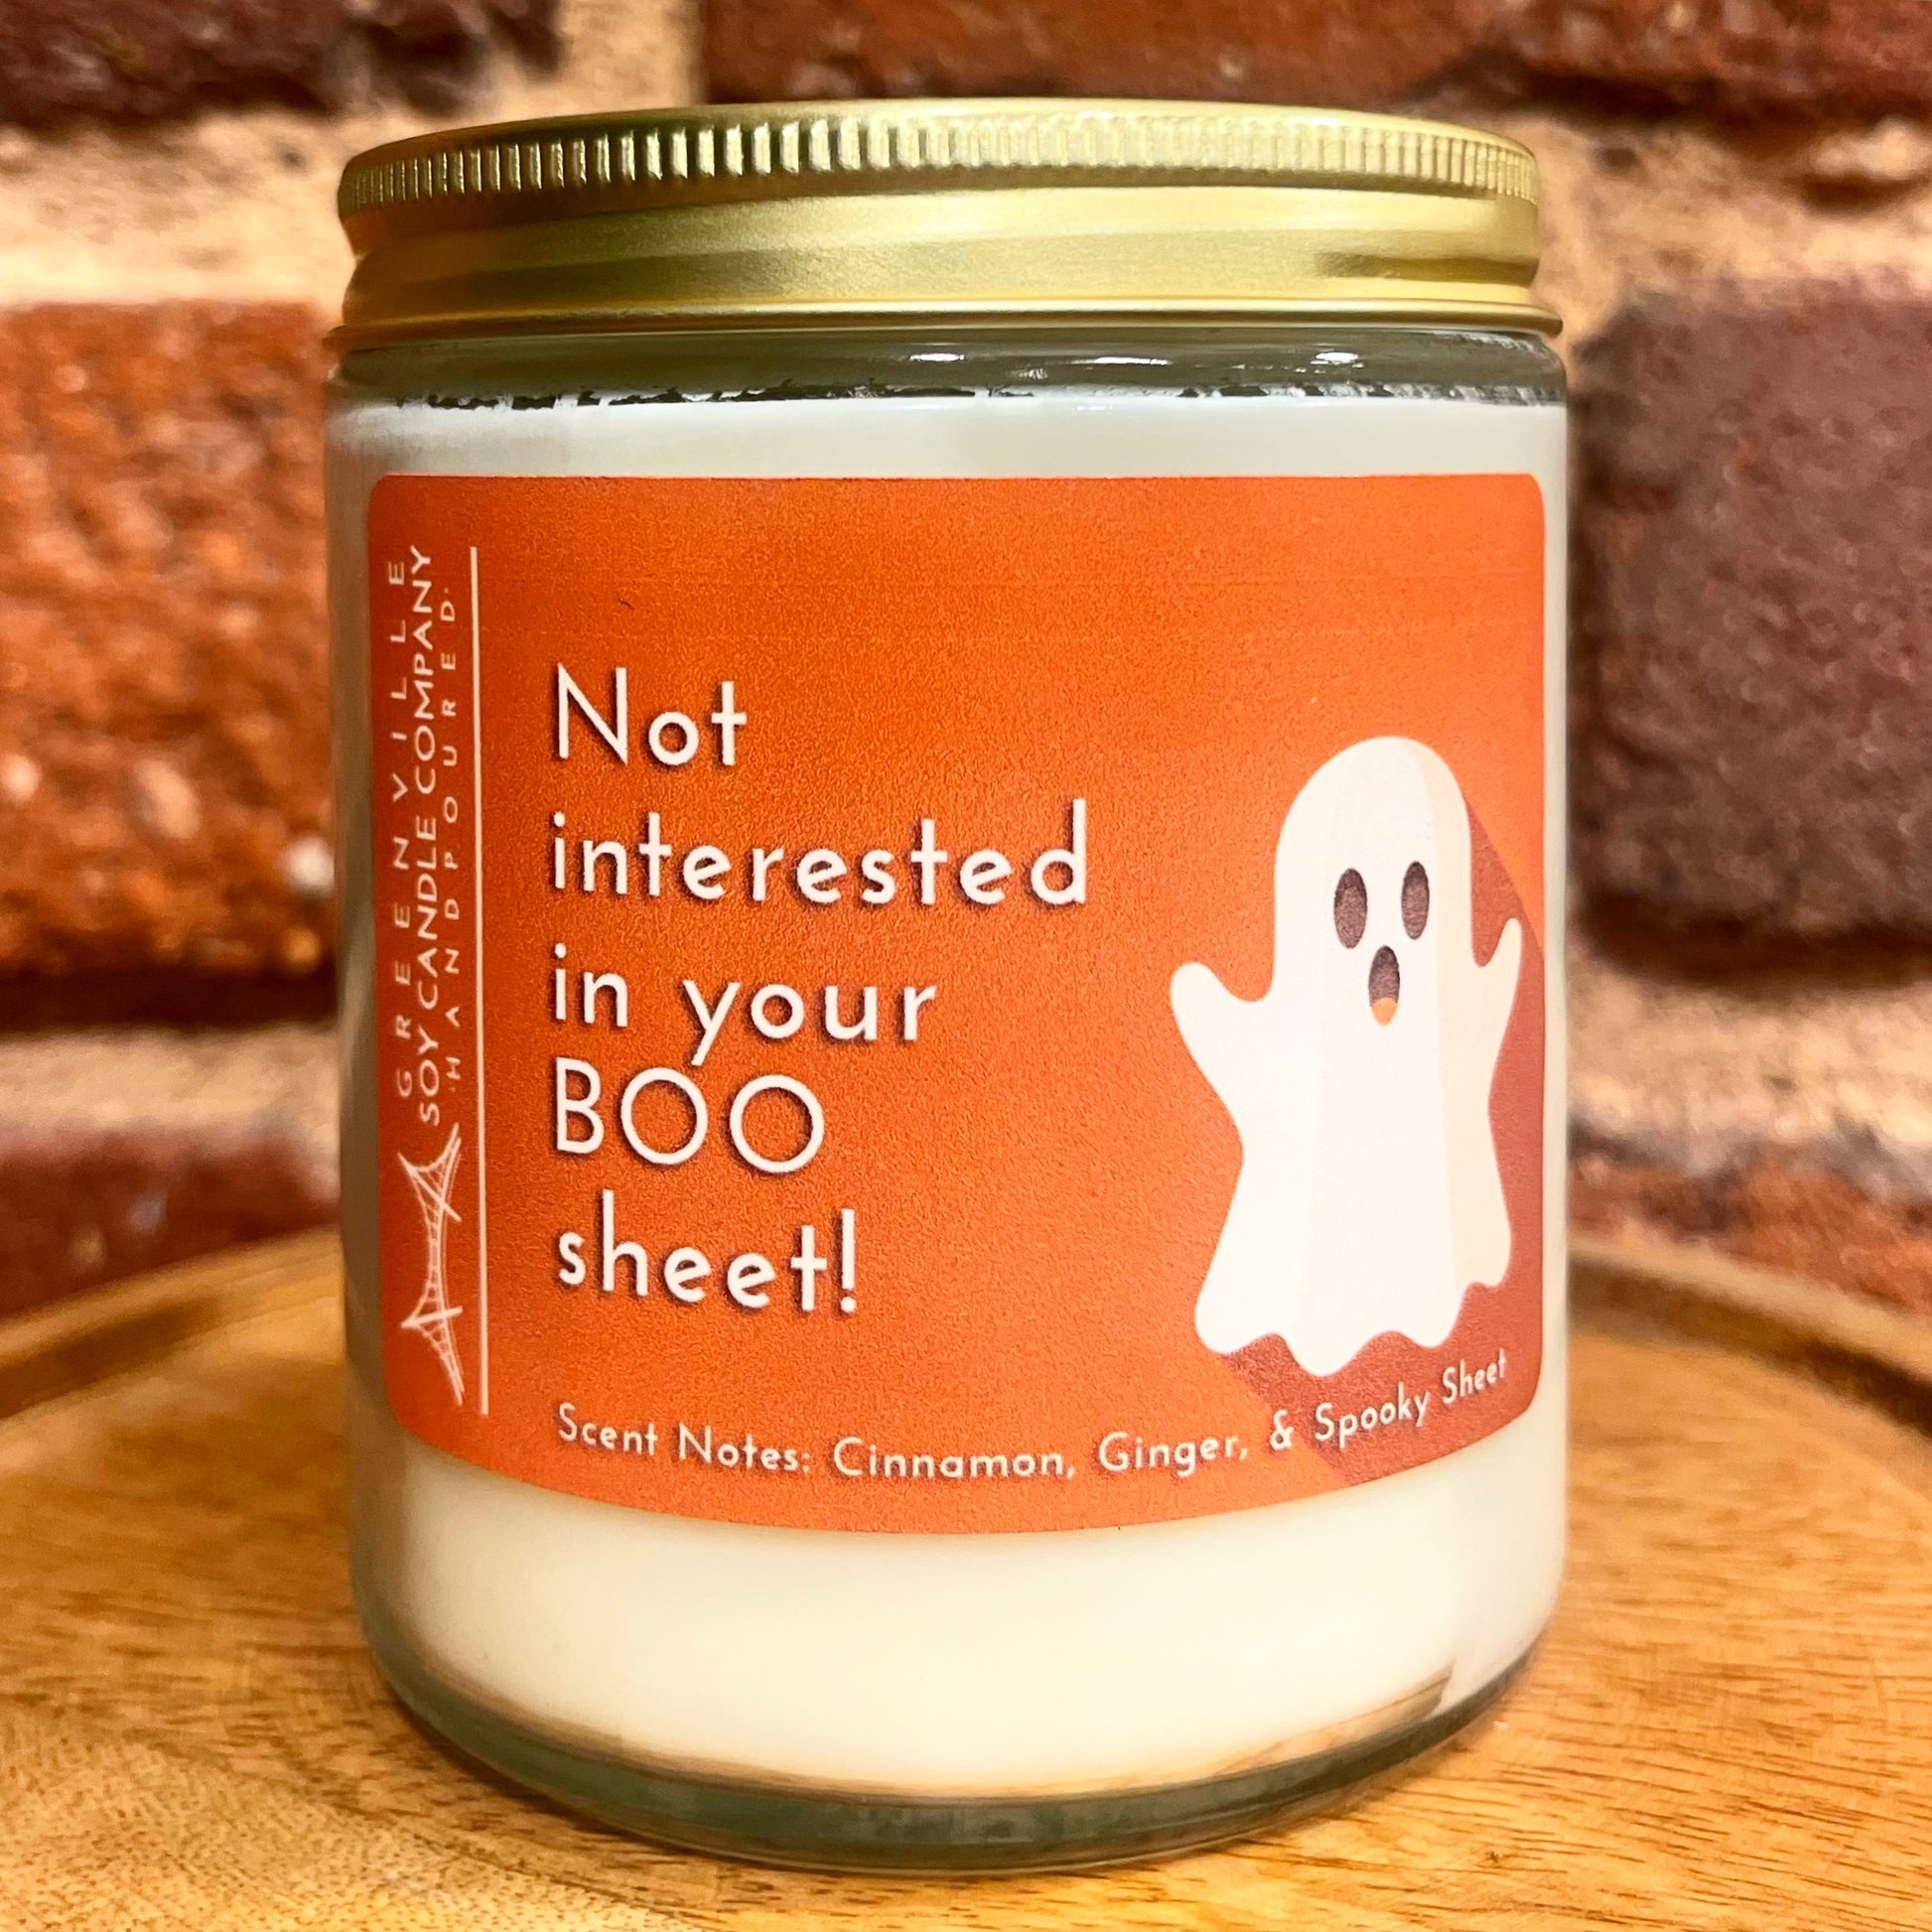 GREENVILLE
SOY CANDLE COMPANY
·HANDPOURED·
Not
interested
in your
BOO
sheet!
Scent Notes: Cinnamon, Ginger, & Spooky Sheet